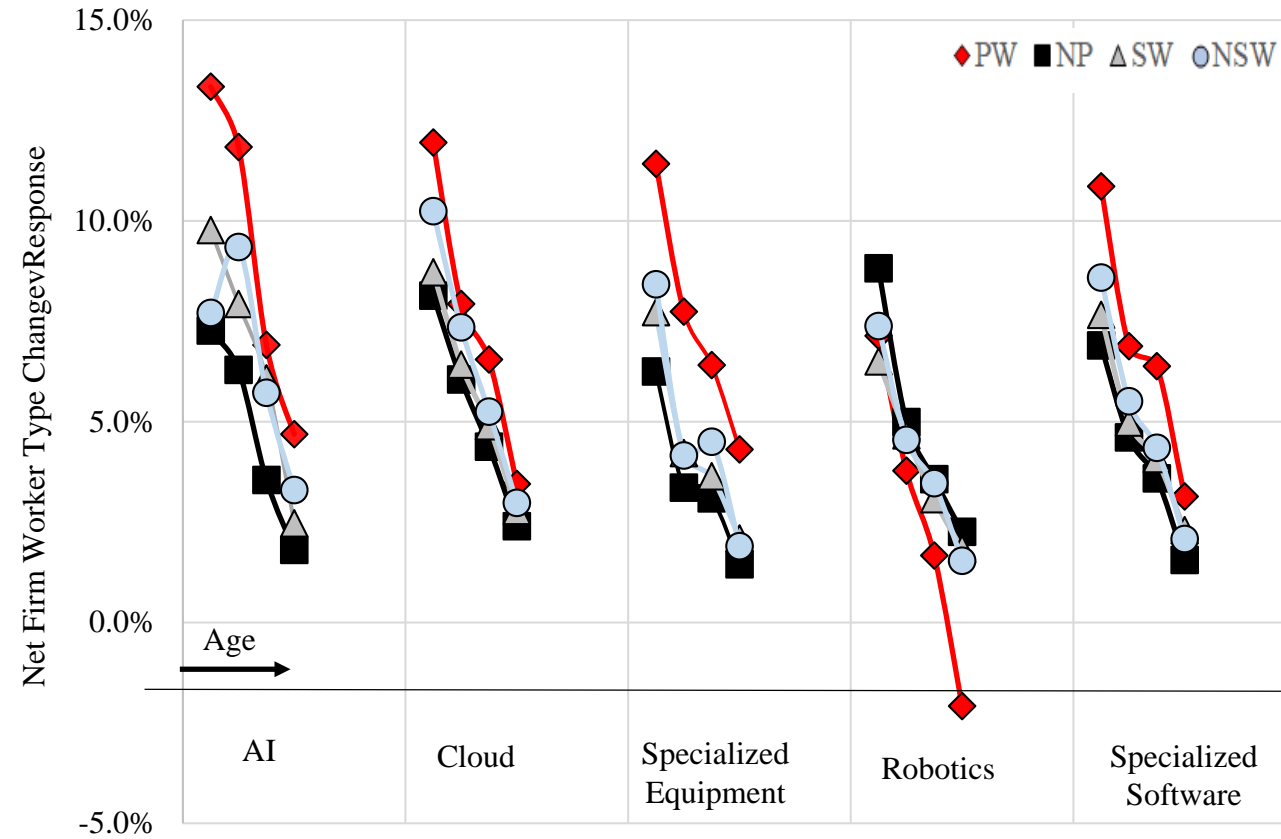 15.0%
PW NP SW NSW
10.0%
5.0%
0.0%
-5.0%
Net Firm Worker Type ChangevResponse
Age
AI
Cloud
Specialized
Equipment
Robotics
Specialized
Software